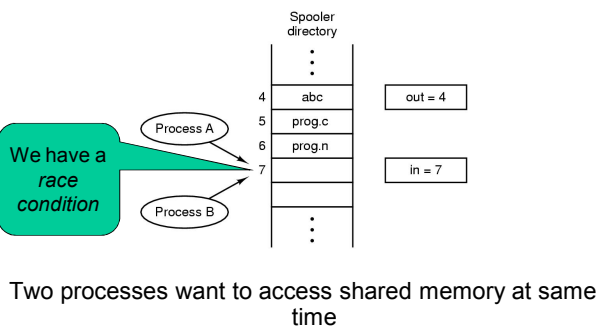 Spooler
directory
4 abc out = 4
5 prog.c
Process A
6 prog.n
We have a
race
condition
7 in = 7
Process B
Two processes want to access shared memory at same
time